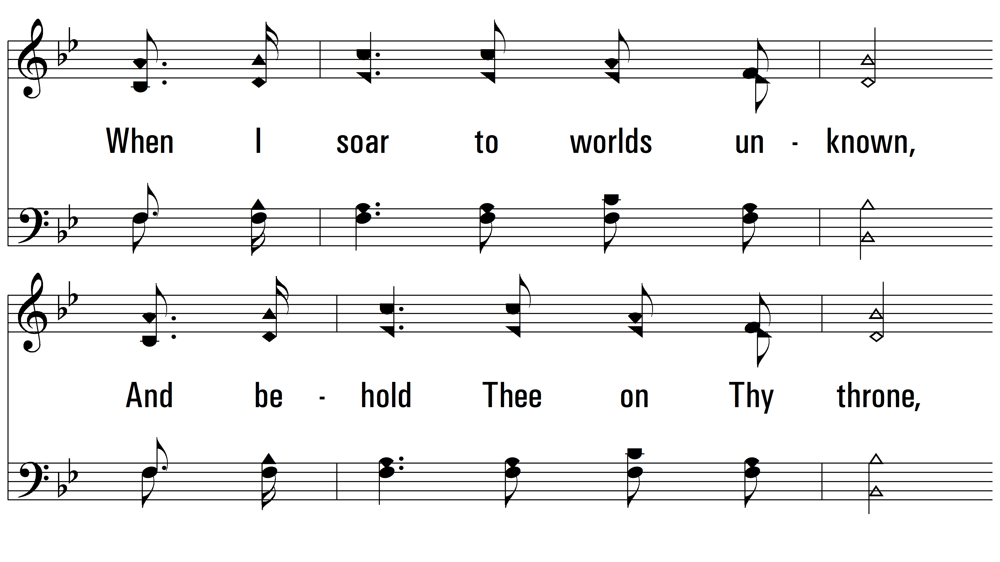 When I soar to worlds un - known,
And be - hold Thee on Thy throne,